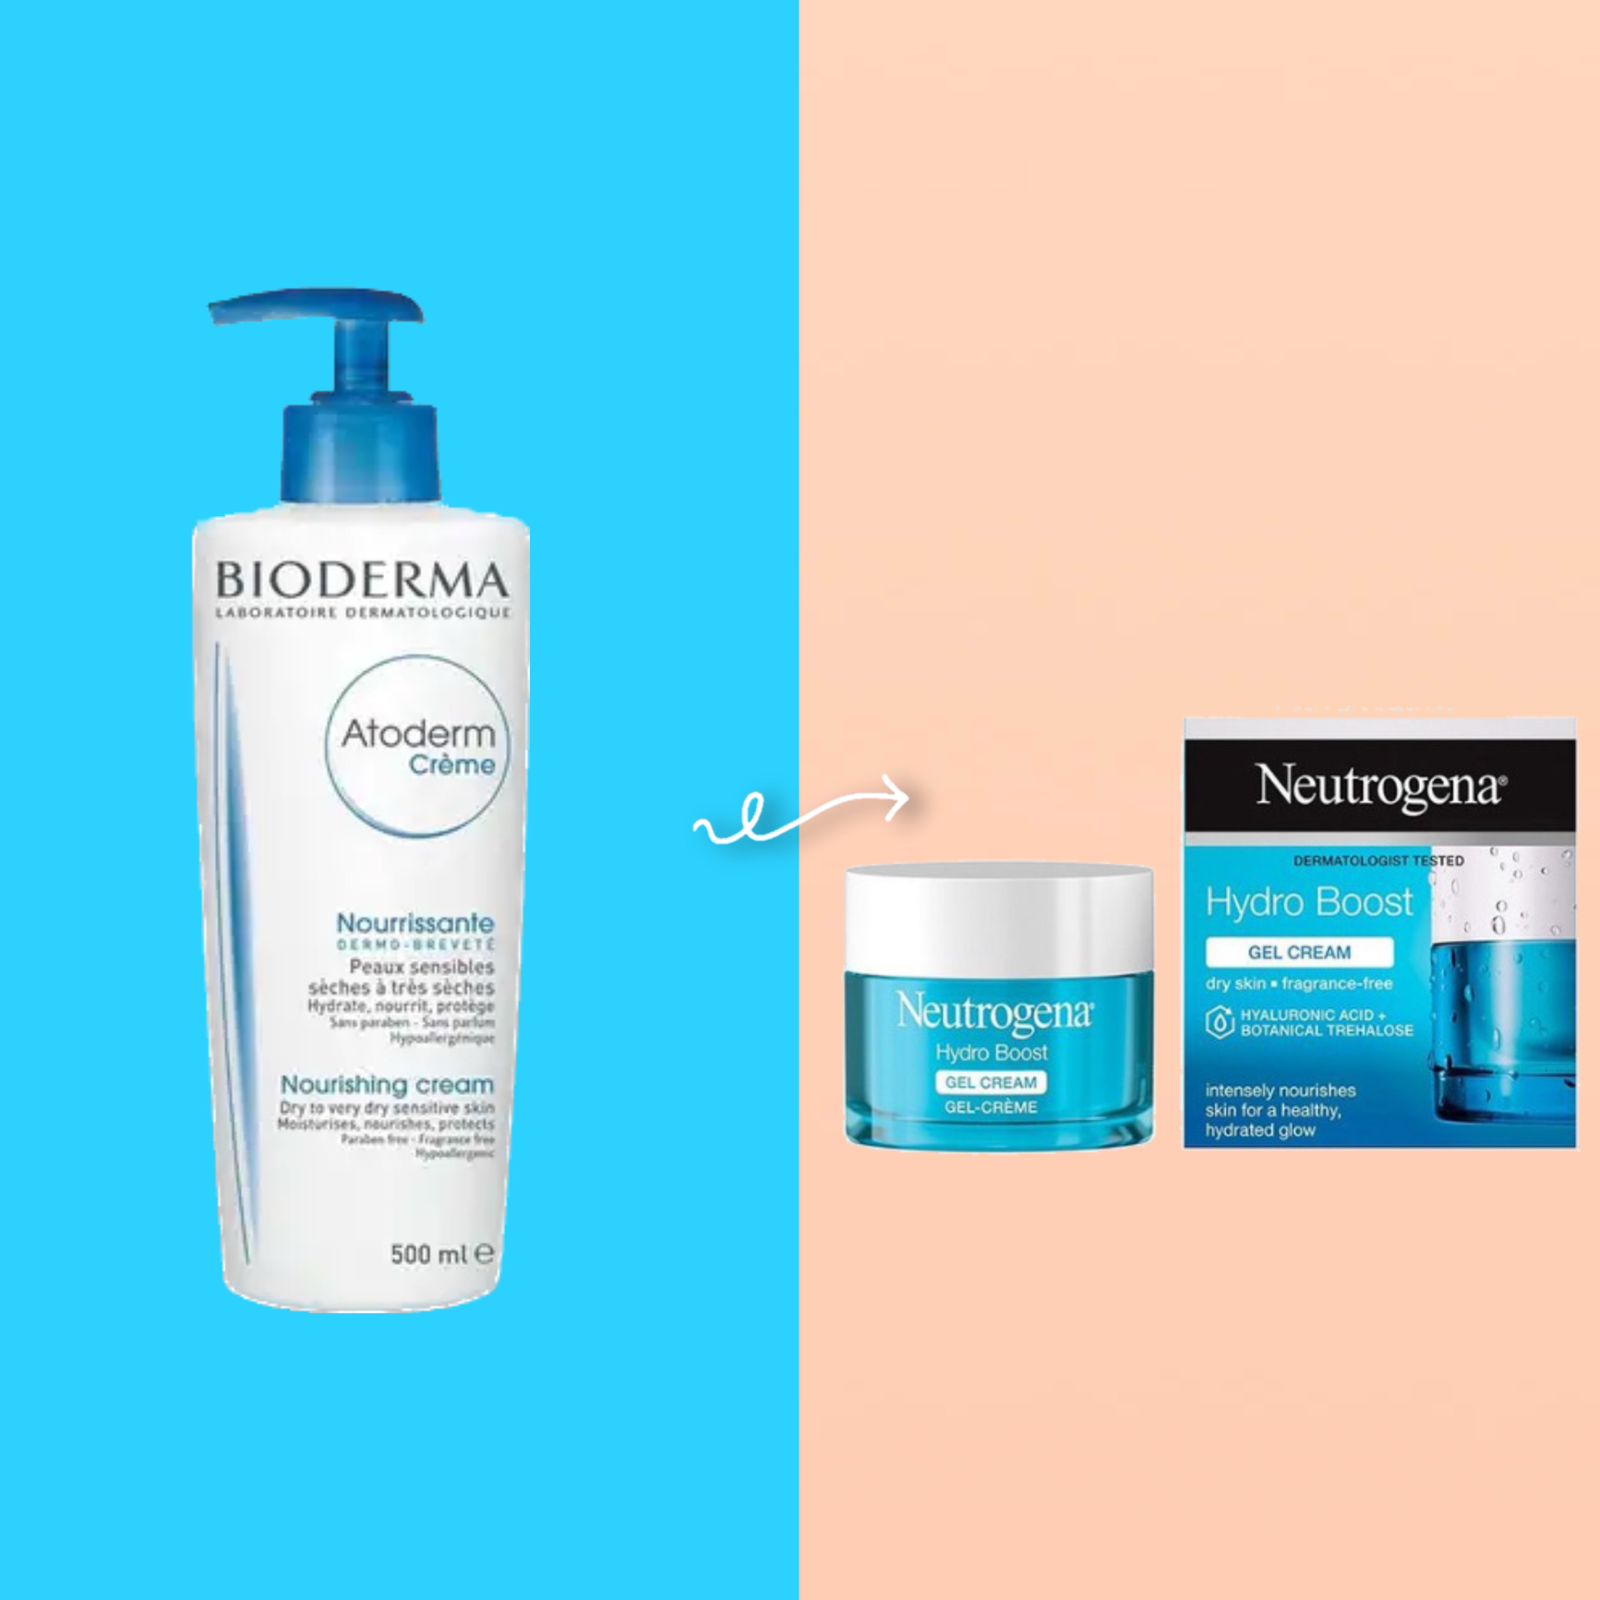 BIODERMA
LABORATOIRE DERMATOLOGIQUE
Atoderm
Crème
Nourrissante
DERMO-BREVETÉ
Peaux sensibles
sèches à très sèches
Hydrate, nourrit, protège
Sans paraben - Sans parfum
Hypoallergénique
Nourishing cream
Dry to very dry sensitive skin
Moisturises, nourishes, protects
Paraben free - Fragrance free
Hypoallergenic
500 ml e
Neutrogena®
Hydro Boost
GEL CREAM
GEL-CRÈME
Neutrogena®
DERMATOLOGIST TESTED
Hydro Boost
GEL CREAM
dry skin ▪ fragrance-free
HYALURONIC ACID +
BOTANICAL TREHALOSE
intensely nourishes
skin for a healthy,
hydrated glow